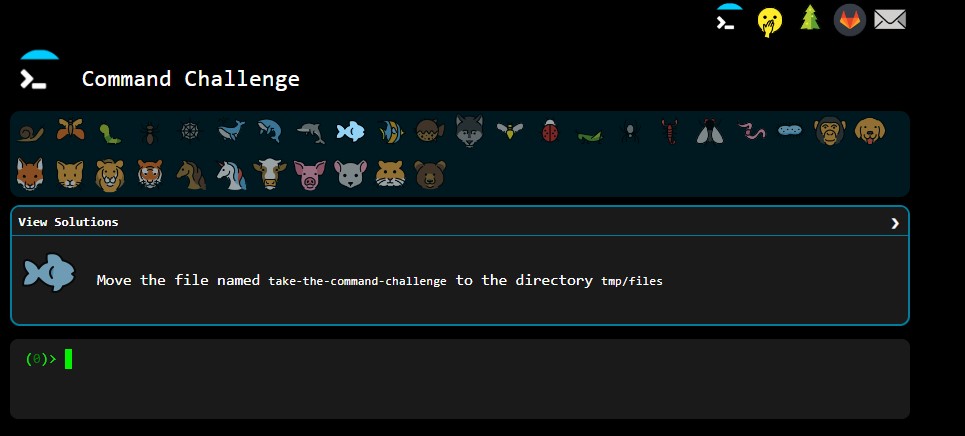 Command Challenge
View Solutions
Move the file named take-the-command-challenge to the directory tmp/files
(0)>